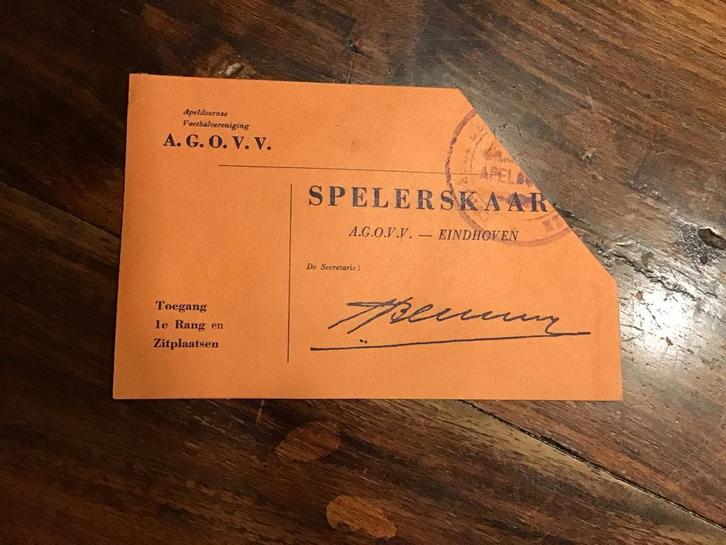 Apeldoornse
Voetbalvereniging
A. G. O. V. V.
SPELERSKAAR
A.G.O.V.V. — EINDHOVEN
De Secretaris:
Toegang
1e Rang en
Zitplaatsen